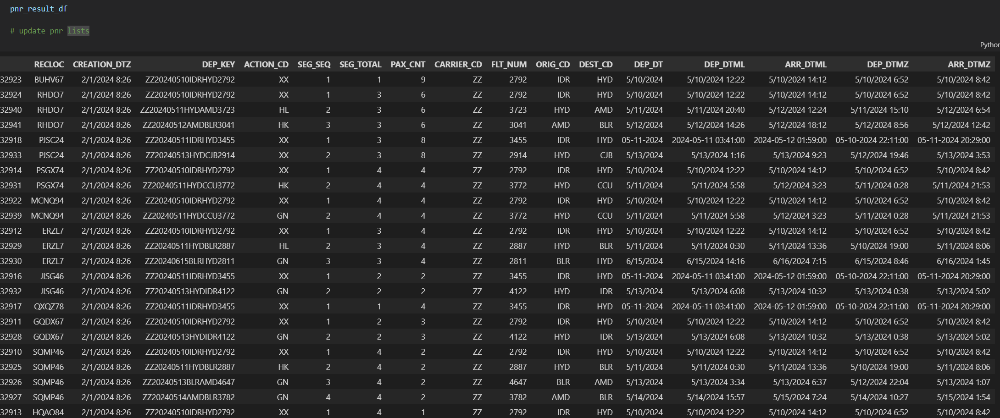 pnr_result_df
# update pnr lists
Python
RECLOC CREATION_DTZ DEP_KEY ACTION_CD SEG_SEQ SEG_TOTAL PAX_CNT CARRIER_CD FLT_NUM ORIG_CD DEST_CD DEP_DT DEP_DTML ARR_DTML DEP_DTMZ ARR_DTMZ
32923 BUHV67 2/1/2024 8:26 ZZ20240510IDRHYD2792 XX 1 1 9 ZZ 2792 IDR HYD 5/10/2024 5/10/2024 12:22 5/10/2024 14:12 5/10/2024 6:52 5/10/2024 8:42
32924 RHDO7 2/1/2024 8:26 ZZ20240510IDRHYD2792 XX 1 3 6 ZZ 2792 IDR HYD 5/10/2024 5/10/2024 12:22 5/10/2024 14:12 5/10/2024 6:52 5/10/2024 8:42
32940 RHDO7 2/1/2024 8:26 ZZ20240511HYDAMD3723 HL 2 3 6 ZZ 3723 HYD AMD 5/11/2024 5/11/2024 20:40 5/12/2024 12:24 5/11/2024 15:10 5/12/2024 6:54
32941 RHDO7 2/1/2024 8:26 ZZ20240512AMDBLR3041 HK 3 3 6 ZZ 3041 AMD BLR 5/12/2024 5/12/2024 14:26 5/12/2024 18:12 5/12/2024 8:56 5/12/2024 12:42
32918 PJSC24 2/1/2024 8:26 ZZ20240511IDRHYD3455 XX 1 3 8 ZZ 3455 IDR HYD 05-11-2024 2024-05-11 03:41:00 2024-05-12 01:59:00 05-10-2024 22:11:00 05-11-2024 20:29:00
32933 PJSC24 2/1/2024 8:26 ZZ20240513HYDCJB2914 XX 2 3 8 ZZ 2914 HYD CJB 5/13/2024 5/13/2024 1:16 5/13/2024 9:23 5/12/2024 19:46 5/13/2024 3:53
32914 PSGX74 2/1/2024 8:26 ZZ20240510IDRHYD2792 XX 1 4 4 ZZ 2792 IDR HYD 5/10/2024 5/10/2024 12:22 5/10/2024 14:12 5/10/2024 6:52 5/10/2024 8:42
32931 PSGX74 2/1/2024 8:26 ZZ20240511HYDCCU3772 HK 2 4 4 ZZ 3772 HYD CCU 5/11/2024 5/11/2024 5:58 5/12/2024 3:23 5/11/2024 0:28 5/11/2024 21:53
32922 MCNQ94 2/1/2024 8:26 ZZ20240510IDRHYD2792 XX 1 4 4 ZZ 2792 IDR HYD 5/10/2024 5/10/2024 12:22 5/10/2024 14:12 5/10/2024 6:52 5/10/2024 8:42
32939 MCNQ94 2/1/2024 8:26 ZZ20240511HYDCCU3772 GN 2 4 4 ZZ 3772 HYD CCU 5/11/2024 5/11/2024 5:58 5/12/2024 3:23 5/11/2024 0:28 5/11/2024 21:53
32912 ERZL7 2/1/2024 8:26 ZZ20240510IDRHYD2792 XX 1 3 4 ZZ 2792 IDR HYD 5/10/2024 5/10/2024 12:22 5/10/2024 14:12 5/10/2024 6:52 5/10/2024 8:42
32929 ERZL7 2/1/2024 8:26 ZZ20240511HYDBLR2887 HL 2 3 4 ZZ 2887 HYD BLR 5/11/2024 5/11/2024 0:30 5/11/2024 13:36 5/10/2024 19:00 5/11/2024 8:06
32930 ERZL7 2/1/2024 8:26 ZZ20240615BLRHYD2811 GN 3 3 4 ZZ 2811 BLR HYD 6/15/2024 6/15/2024 14:16 6/16/2024 7:15 6/15/2024 8:46 6/16/2024 1:45
32916 JISG46 2/1/2024 8:26 ZZ20240511IDRHYD3455 XX 1 2 2 ZZ 3455 IDR HYD 05-11-2024 2024-05-11 03:41:00 2024-05-12 01:59:00 05-10-2024 22:11:00 05-11-2024 20:29:00
32932 JISG46 2/1/2024 8:26 ZZ20240513HYDIDR4122 GN 2 2 2 ZZ 4122 HYD IDR 5/13/2024 5/13/2024 6:08 5/13/2024 10:32 5/13/2024 0:38 5/13/2024 5:02
32917 QXQZ78 2/1/2024 8:26 ZZ20240511IDRHYD3455 XX 1 1 4 ZZ 3455 IDR HYD 05-11-2024 2024-05-11 03:41:00 2024-05-12 01:59:00 05-10-2024 22:11:00 05-11-2024 20:29:00
32911 GQDX67 2/1/2024 8:26 ZZ20240510IDRHYD2792 XX 1 2 3 ZZ 2792 IDR HYD 5/10/2024 5/10/2024 12:22 5/10/2024 14:12 5/10/2024 6:52 5/10/2024 8:42
32928 GQDX67 2/1/2024 8:26 ZZ20240513HYDIDR4122 GN 2 2 3 ZZ 4122 HYD IDR 5/13/2024 5/13/2024 6:08 5/13/2024 10:32 5/13/2024 0:38 5/13/2024 5:02
32910 SQMP46 2/1/2024 8:26 ZZ20240510IDRHYD2792 XX 1 4 2 ZZ 2792 IDR HYD 5/10/2024 5/10/2024 12:22 5/10/2024 14:12 5/10/2024 6:52 5/10/2024 8:42
32925 SQMP46 2/1/2024 8:26 ZZ20240511HYDBLR2887 HK 2 4 2 ZZ 2887 HYD BLR 5/11/2024 5/11/2024 0:30 5/11/2024 13:36 5/10/2024 19:00 5/11/2024 8:06
32926 SQMP46 2/1/2024 8:26 ZZ20240513BLRAMD4647 GN 3 4 2 ZZ 4647 BLR AMD 5/13/2024 5/13/2024 3:34 5/13/2024 6:37 5/12/2024 22:04 5/13/2024 1:07
32927 SQMP46 2/1/2024 8:26 ZZ20240514AMDBLR3782 GN 4 4 2 ZZ 3782 AMD BLR 5/14/2024 5/14/2024 15:57 5/15/2024 7:24 5/14/2024 10:27 5/15/2024 1:54
32913 HQAO84 2/1/2024 8:26 ZZ20240510IDRHYD2792 XX 1 4 1 ZZ 2792 IDR HYD 5/10/2024 5/10/2024 12:22 5/10/2024 14:12 5/10/2024 6:52 5/10/2024 8:42